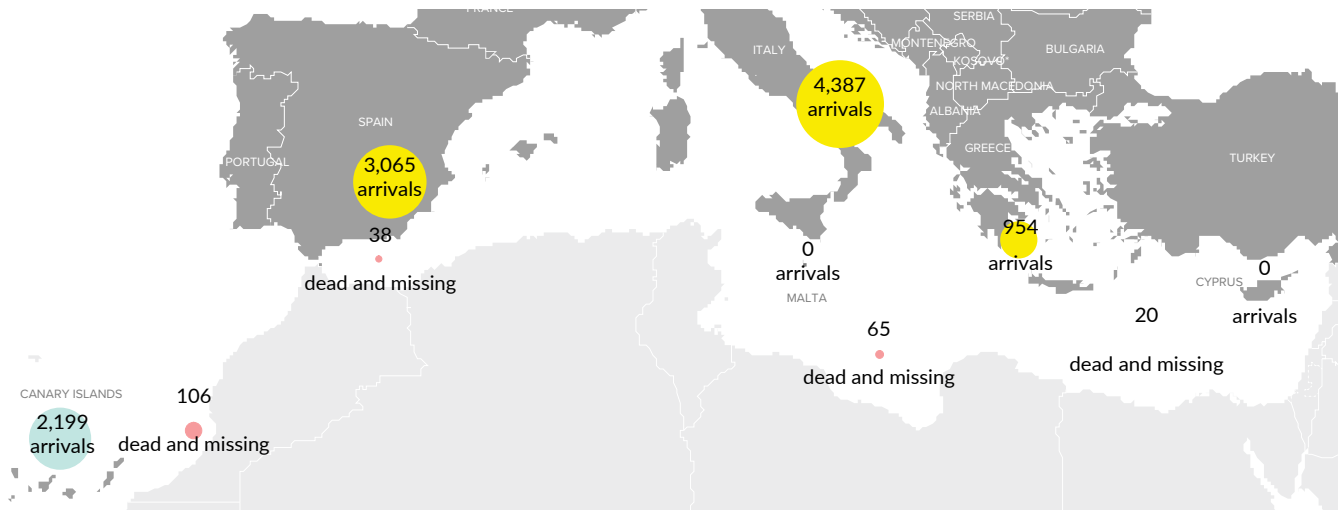 FRANCE
SERBIA
ITALY
MONTENEGRO
BULGARIA
KOSOVO*
4,387
arrivals
NORTH MACEDONIA
ALBANIA
SPAIN
GREECE
TURKEY
PORTUGAL
3,065
arrivals
38
dead and missing
0
arrivals
MALTA
954
arrivals
CYPRUS
0
arrivals
20
dead and missing
65
dead and missing
CANARY ISLANDS
2,199
arrivals
106
dead and missing